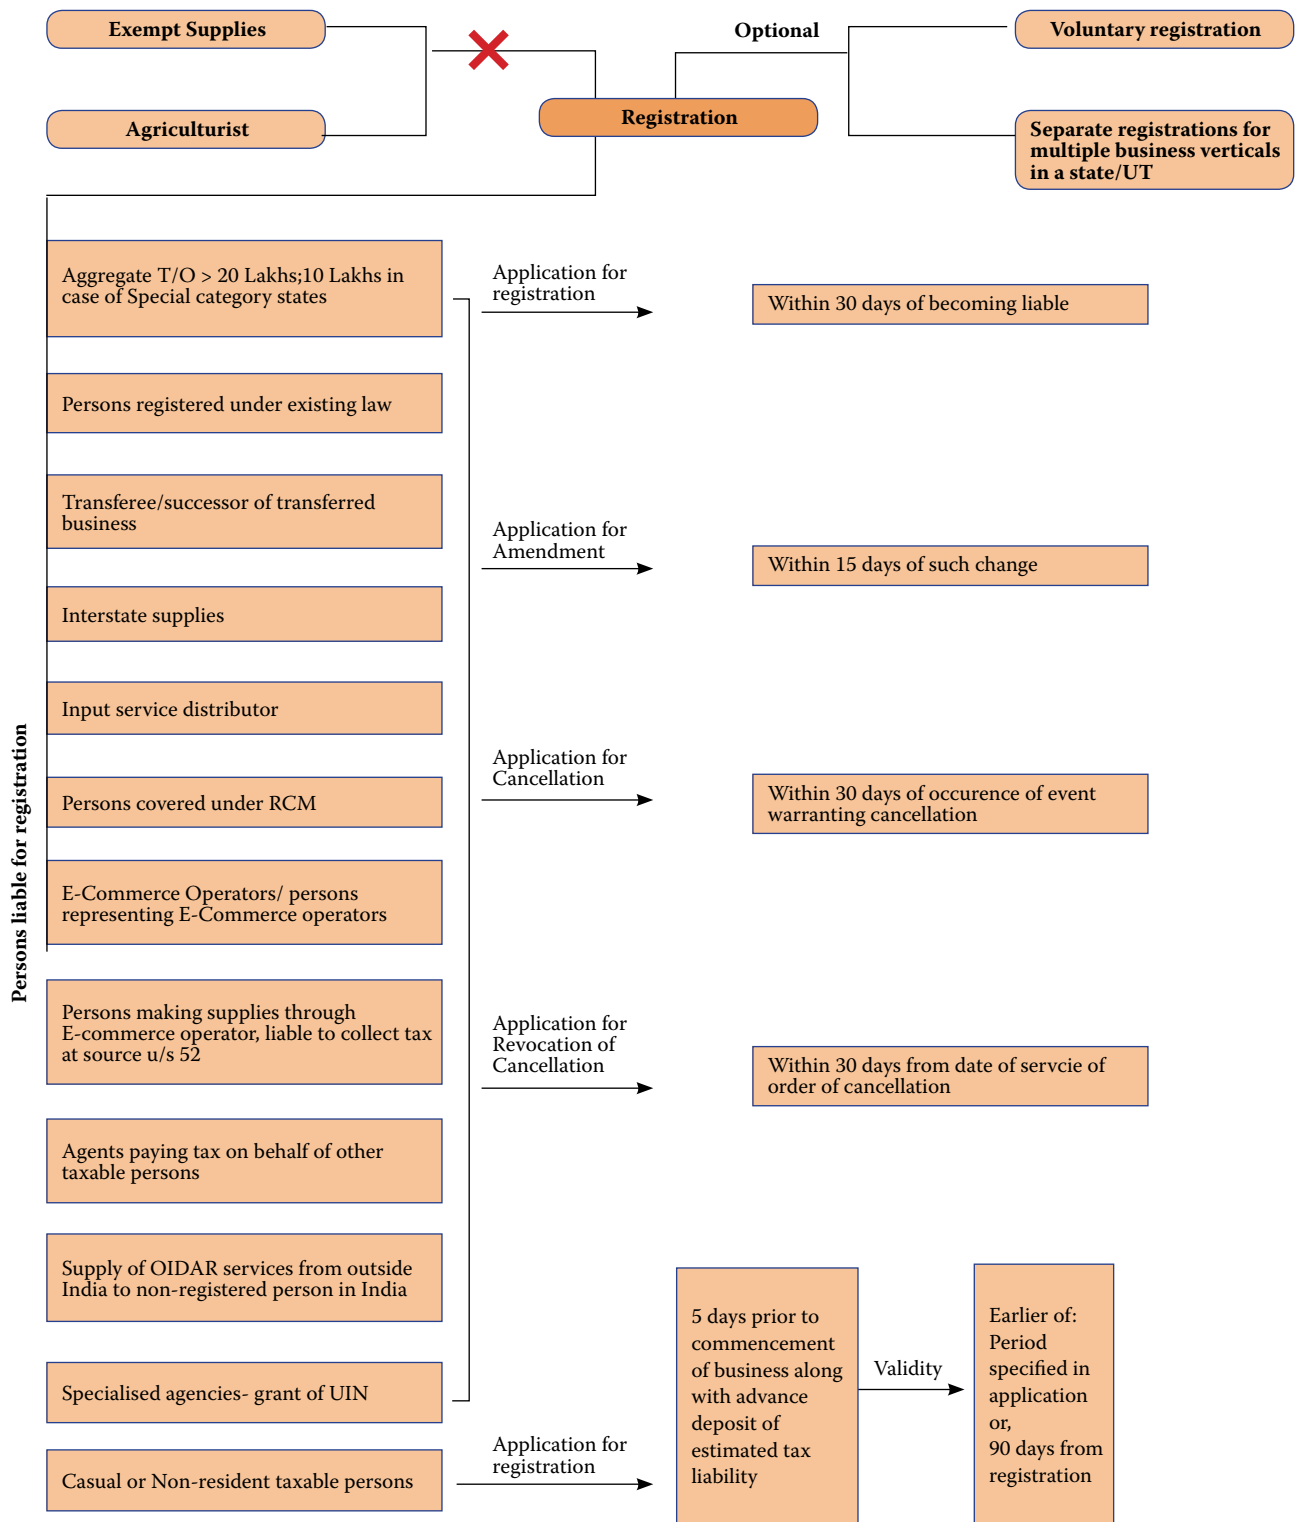 Exempt Supplies
Optional
Voluntary registration
Agriculturist
Registration
Separate registrations for
multiple business verticals
in a state/UT
Persons liable for registration
Aggregate T/O > 20 Lakhs;10 Lakhs in
case of Special category states
Application for
registration
Within 30 days of becoming liable
Persons registered under existing law
Transferee/successor of transferred
business
Application for
Amendment
Within 15 days of such change
Interstate supplies
Input service distributor
Application for
Cancellation
Within 30 days of occurence of event
warranting cancellation
Persons covered under RCM
E-Commerce Operators/ persons
representing E-Commerce operators
Persons making supplies through
E-commerce operator, liable to collect tax
at source u/s 52
Application for
Revocation of
Cancellation
Within 30 days from date of servcie of
order of cancellation
Agents paying tax on behalf of other
taxable persons
Supply of OIDAR services from outside
India to non-registered person in India
Specialised agencies- grant of UIN
Casual or Non-resident taxable persons
Application for
registration
5 days prior to
commencement
of business along
with advance
deposit of
estimated tax
liability
Validity
Earlier of:
Period
specified in
application
or,
90 days from
registration